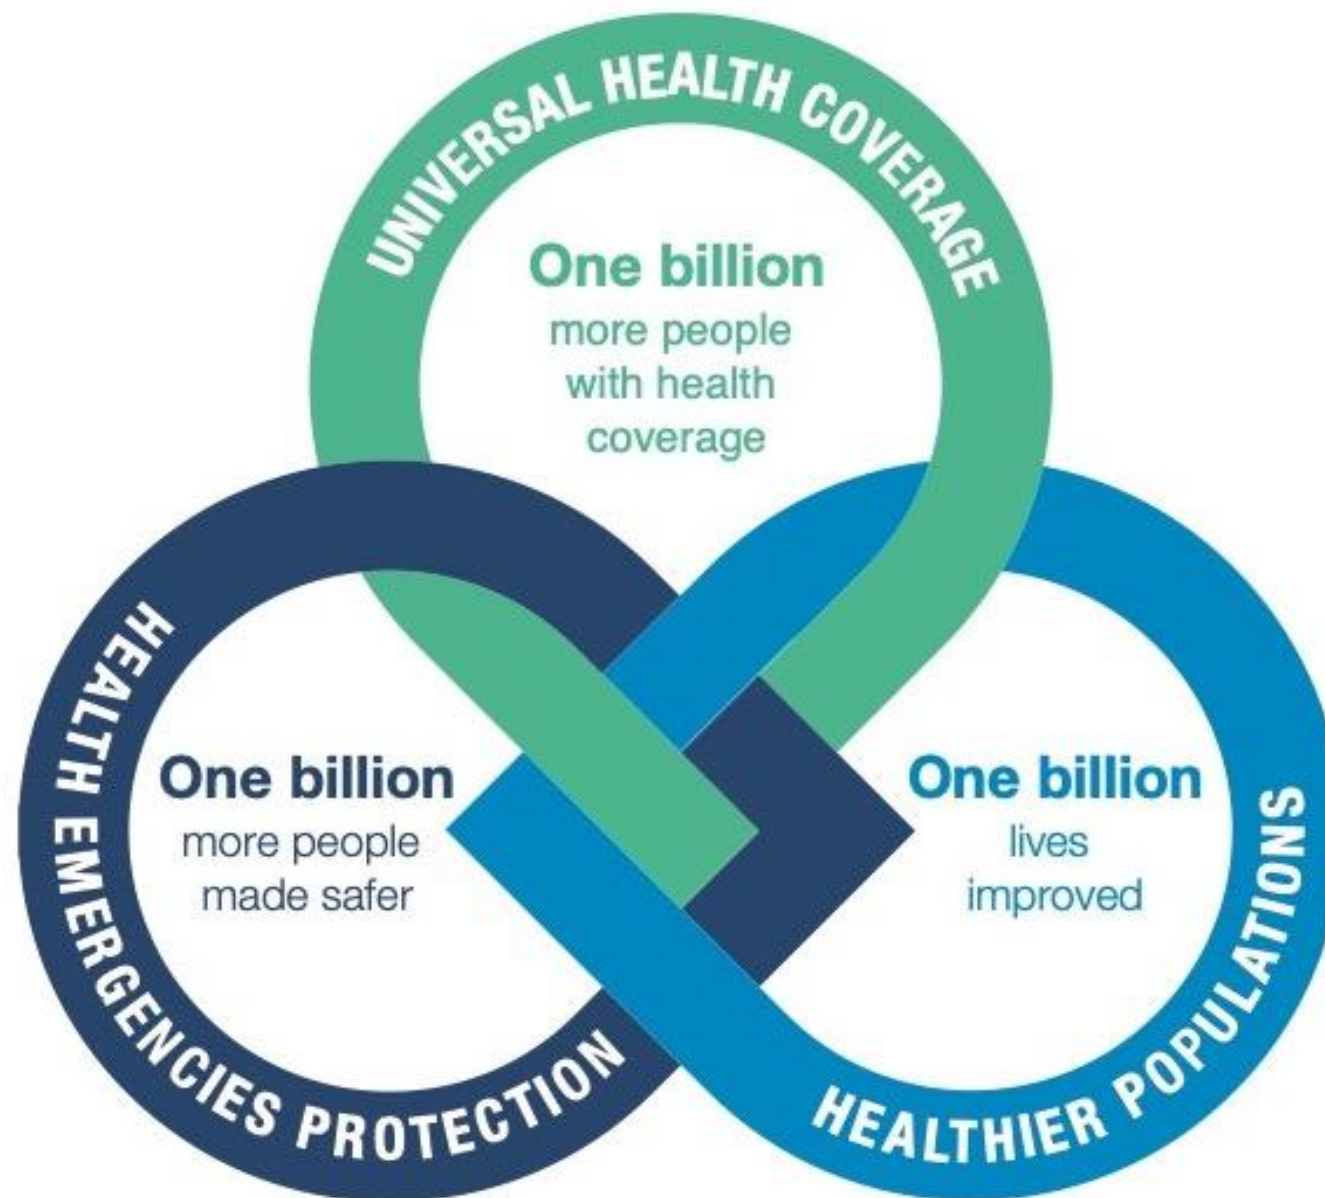 UNIVERSAL HEALTH COVERAGE
One billion
more people
with health
coverage
HEALTH EMERGENCIES PROTECTION
One billion
more people
made safer
One billion
lives
improved
HEALTHIER POPULATIONS